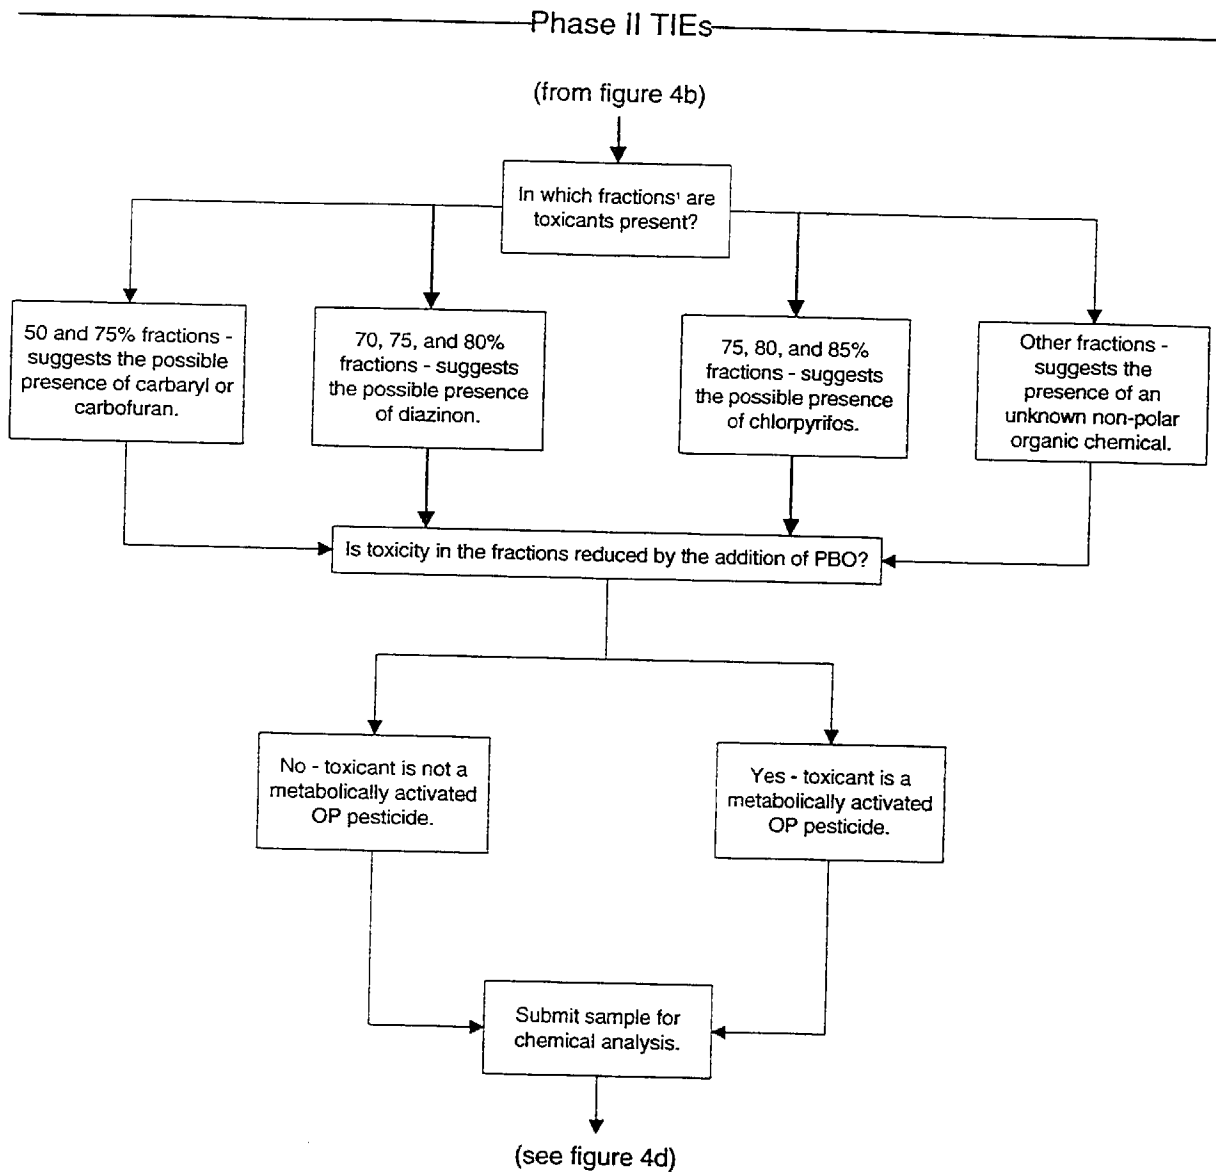 Phase II TIEs
(from figure 4b)
In which fractions¹ are
toxicants present?
50 and 75% fractions -
suggests the possible
presence of carbaryl or
carbofuran.
70, 75, and 80%
fractions - suggests
the possible presence
of diazinon.
75, 80, and 85%
fractions - suggests
the possible presence
of chlorpyrifos.
Other fractions -
suggests the
presence of an
unknown non-polar
organic chemical.
Is toxicity in the fractions reduced by the addition of PBO?
No - toxicant is not a
metabolically activated
OP pesticide.
Yes - toxicant is a
metabolically activated
OP pesticide.
Submit sample for
chemical analysis.
(see figure 4d)